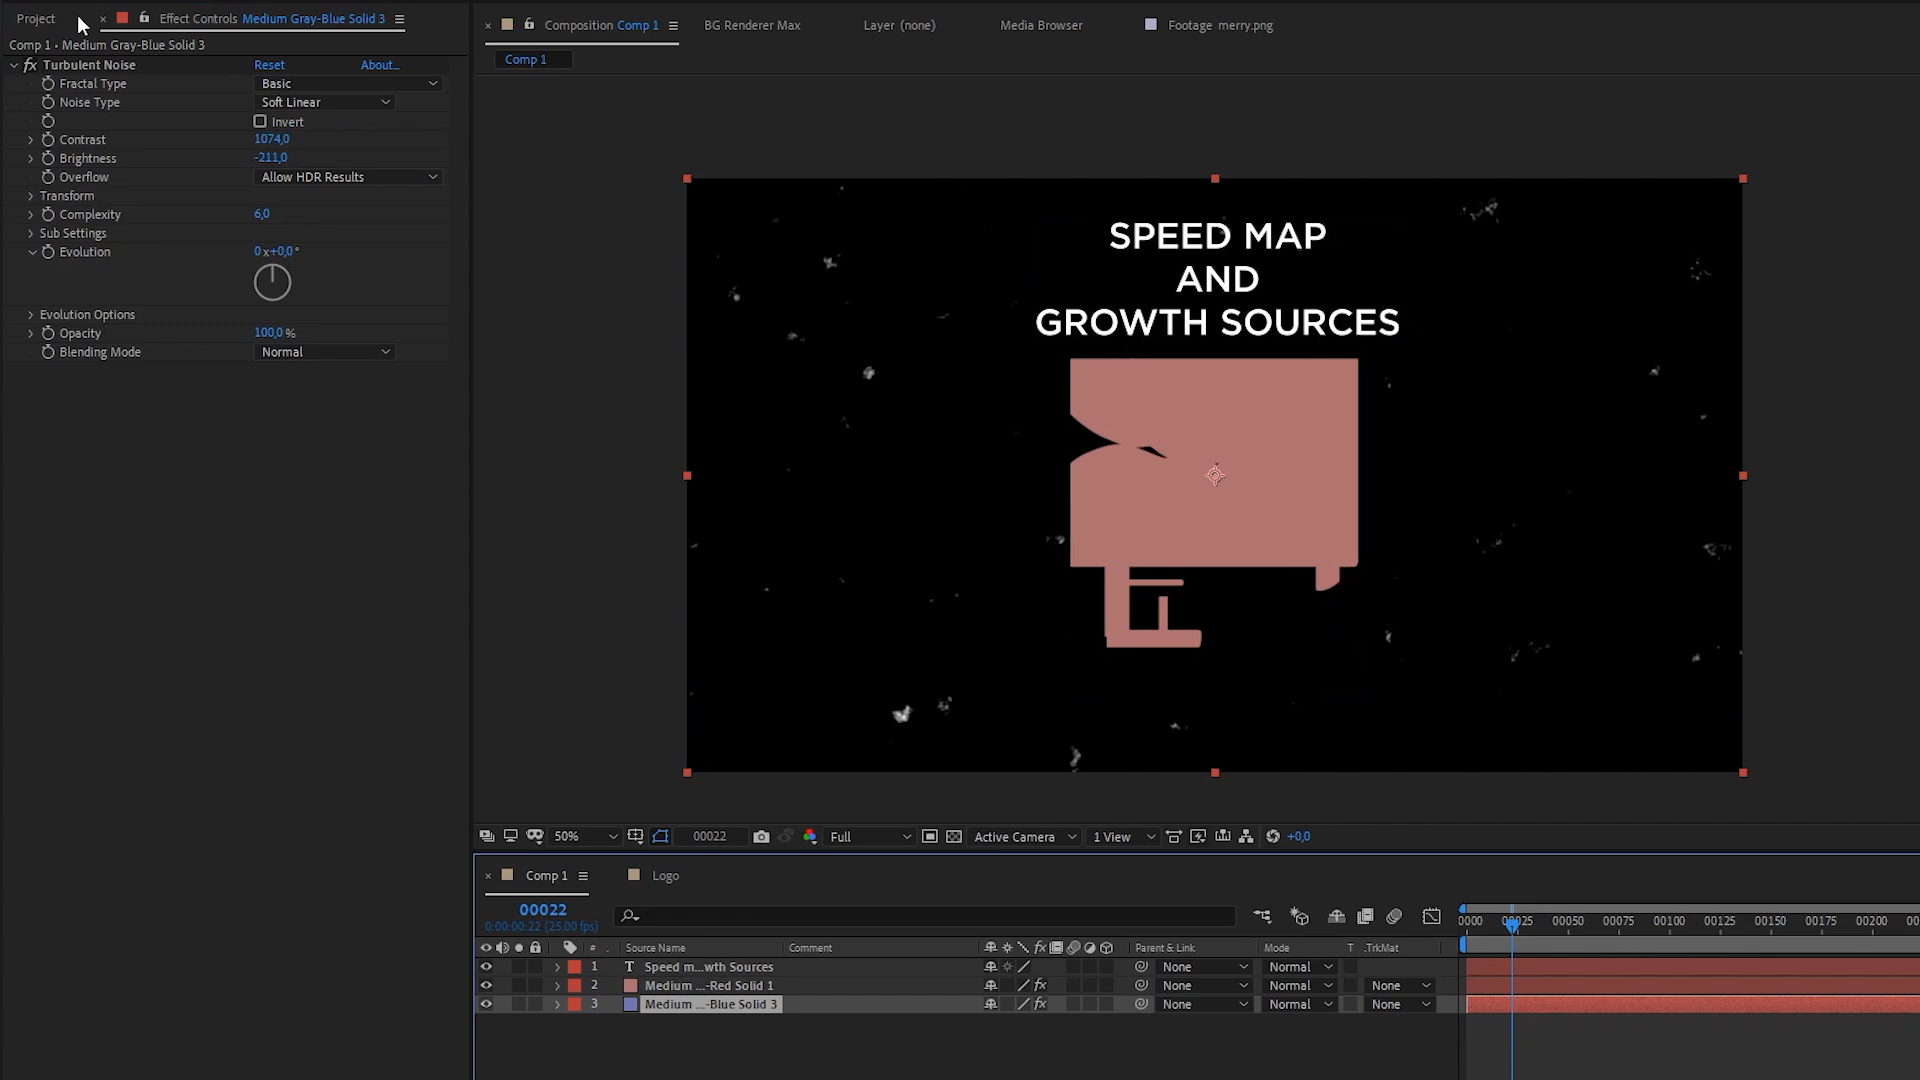 Project
× Effect Controls Medium Gray-Blue Solid 3
Comp 1 • Medium Gray-Blue Solid 3
fx Turbulent Noise Reset About...
Fractal Type Basic
Noise Type Soft Linear
Invert
Contrast 1074,0
Brightness -211,0
Overflow Allow HDR Results
Transform
Complexity 6,0
Sub Settings
Evolution 0 x+0,0°
Evolution Options
Opacity 100,0 %
Blending Mode Normal
× Composition Comp 1 BG Renderer Max Layer (none) Media Browser Footage merry.png
Comp 1
SPEED MAP
AND
GROWTH SOURCES
50% 00022 Full Active Camera 1 View +0,0
× Comp 1 Logo
00022
0:00:00:22 (25.00 fps)
0000 00025 00050 00075 00100 00125 00150 00175 00200 00
# . Source Name Comment fx Parent & Link Mode T .TrkMat
1 T Speed m...wth Sources None Normal
2 Medium ...-Red Solid 1 fx None Normal None
3 Medium ...-Blue Solid 3 fx None Normal None